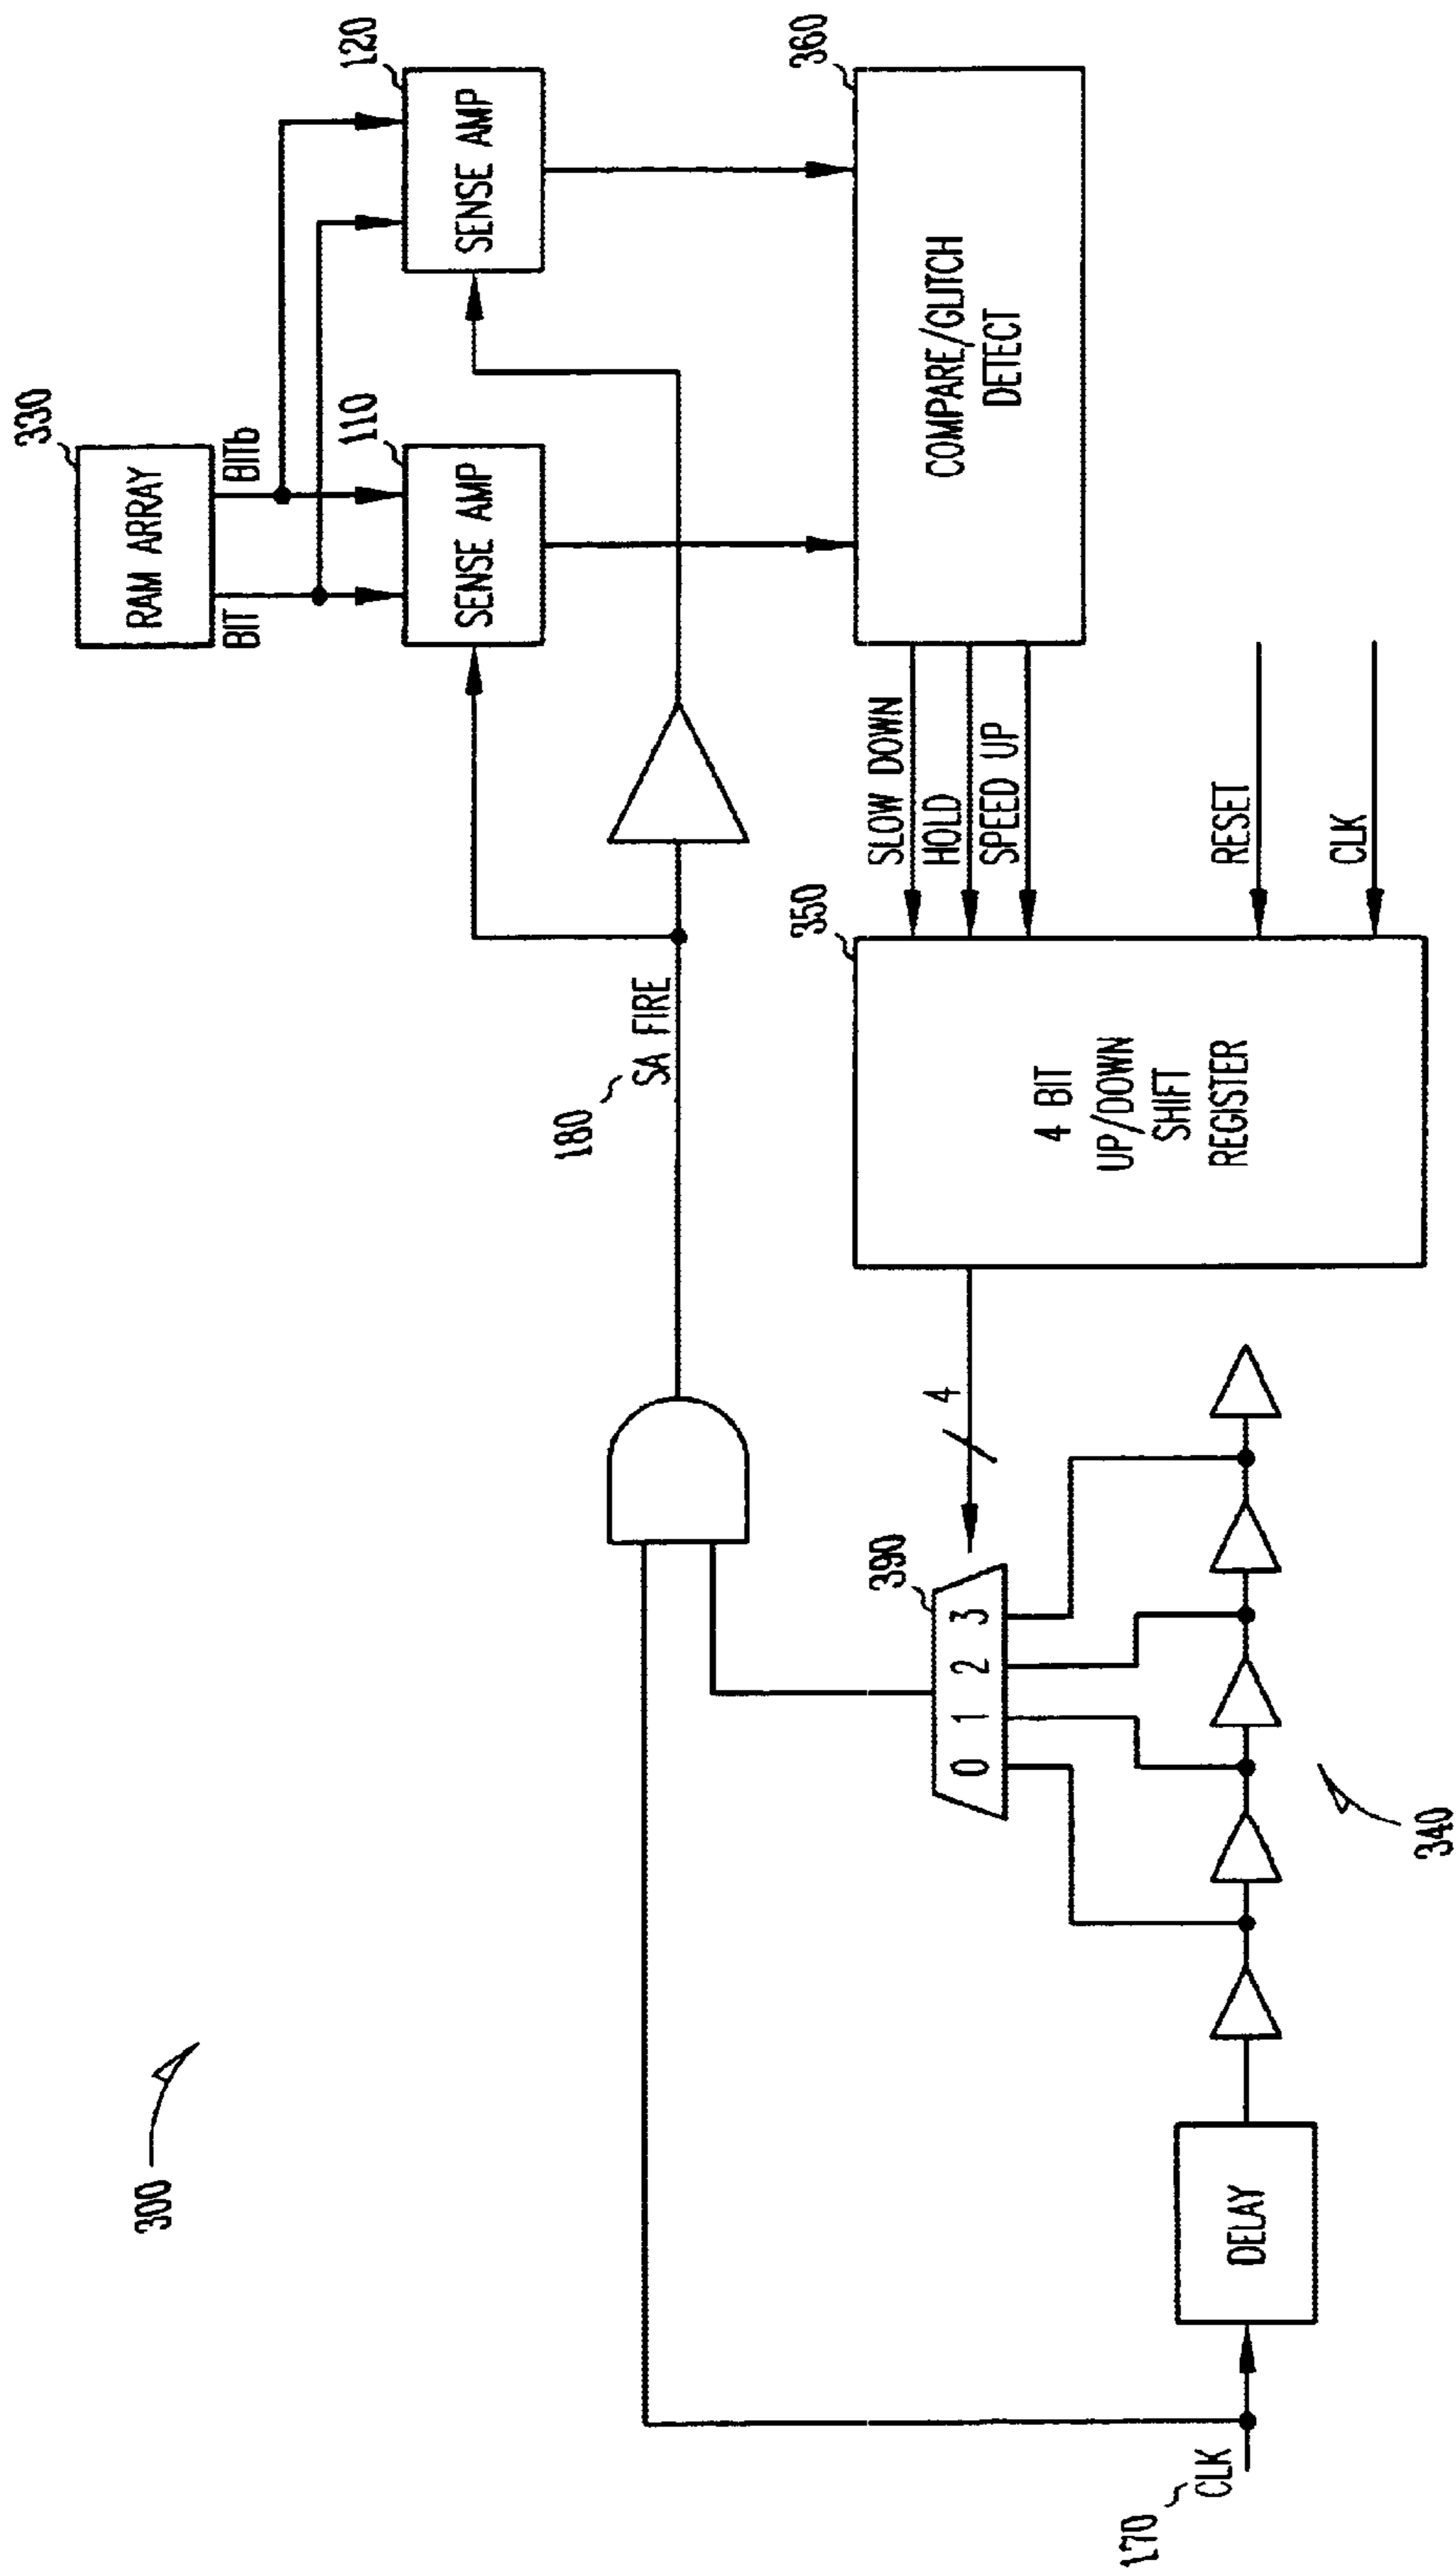 300
330
RAM ARRAY
BIT
BITb
110
SENSE AMP
120
SENSE AMP
180
SA FIRE
360
COMPARE/GLITCH
DETECT
SLOW DOWN
HOLD
SPEED UP
RESET
CLK
350
4 BIT
UP/DOWN
SHIFT
REGISTER
4
390
0 1 2 3
340
DELAY
170
CLK